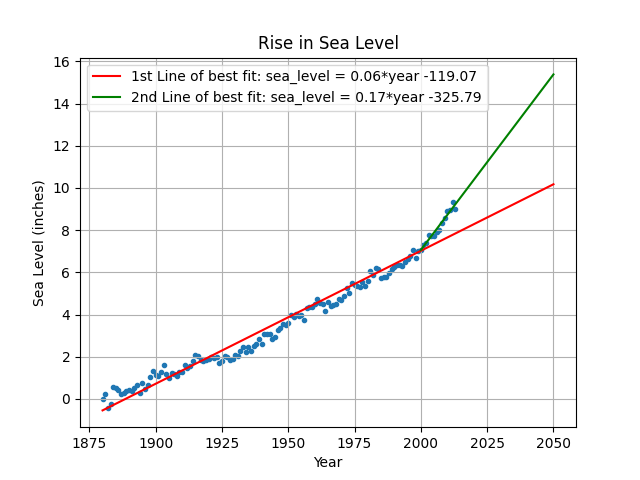 Rise in Sea Level
1st Line of best fit: sea_level = 0.06*year -119.07
2nd Line of best fit: sea_level = 0.17*year -325.79
Sea Level (inches)
16
14
12
10
8
6
4
2
0
1875 1900 1925 1950 1975 2000 2025 2050
Year